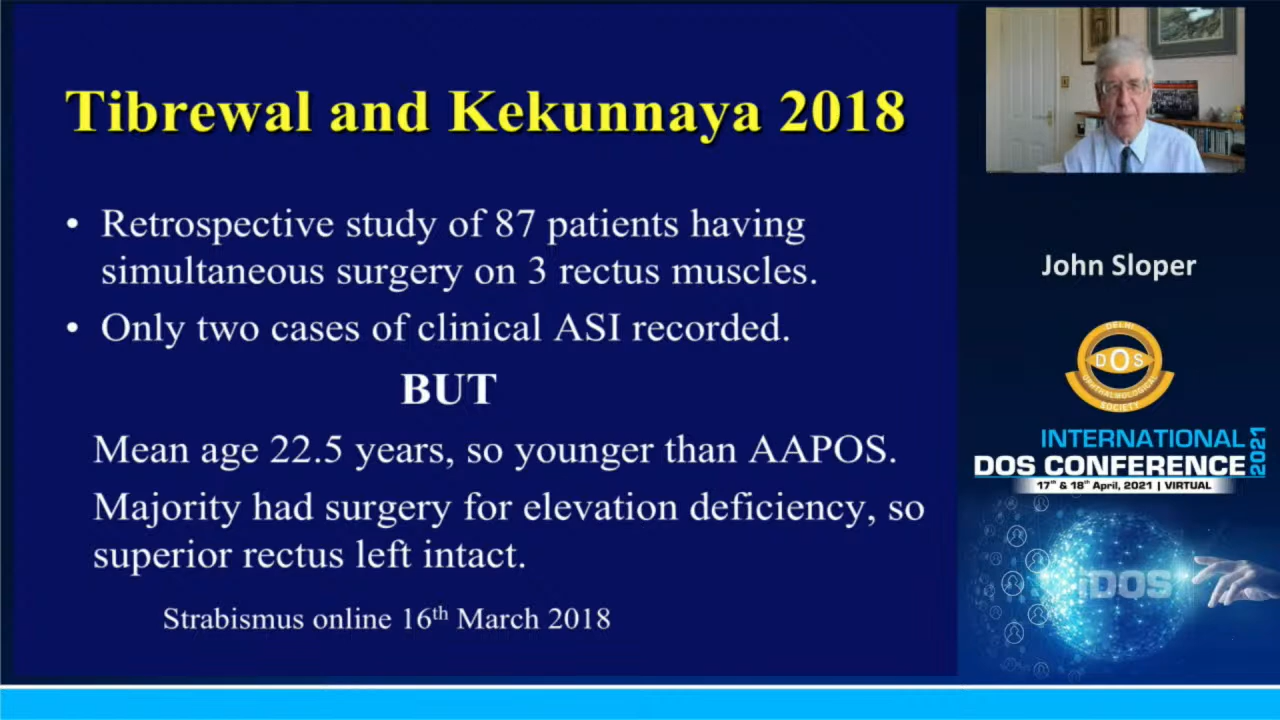 Tibrewal and Kekunnaya 2018
• Retrospective study of 87 patients having
simultaneous surgery on 3 rectus muscles.
• Only two cases of clinical ASI recorded.
BUT
Mean age 22.5 years, so younger than AAPOS.
Majority had surgery for elevation deficiency, so
superior rectus left intact.
Strabismus online 16th March 2018
John Sloper
DELHI
DOS
OPHTHALMOLOGICAL
SOCIETY
INTERNATIONAL
DOS CONFERENCE
2021
17th & 18th April, 2021 | VIRTUAL
iDOS